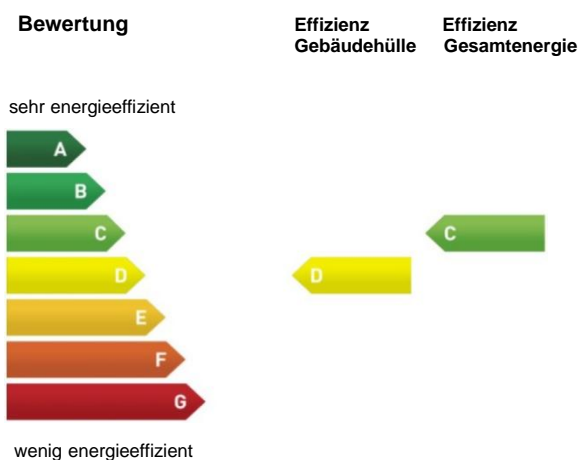 Bewertung
Effizienz
Gebäudehülle
Effizienz
Gesamtenergie
sehr energieeffizient
A
B
C
C
D
D
E
F
G
wenig energieeffizient